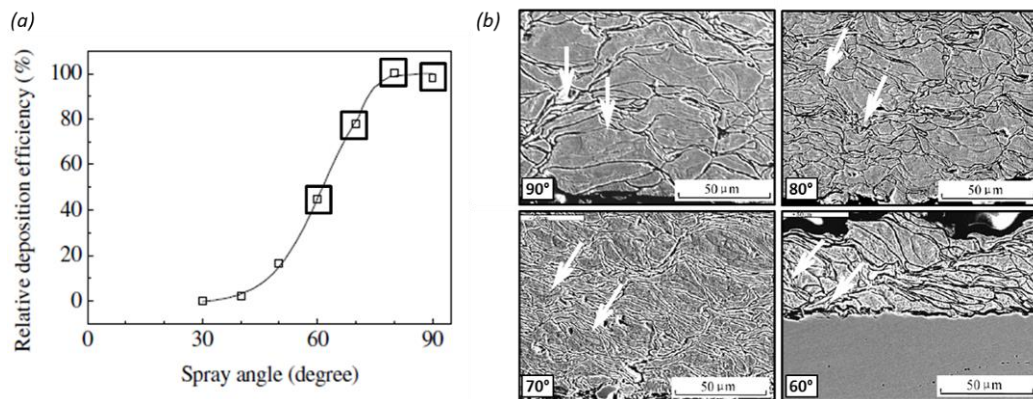 (a)
Relative deposition efficiency (%)
100
80
60
40
20
0
0
30
60
90
Spray angle (degree)
(b)
90°
50 μm
80°
50 μm
70°
50 μm
60°
50 μm